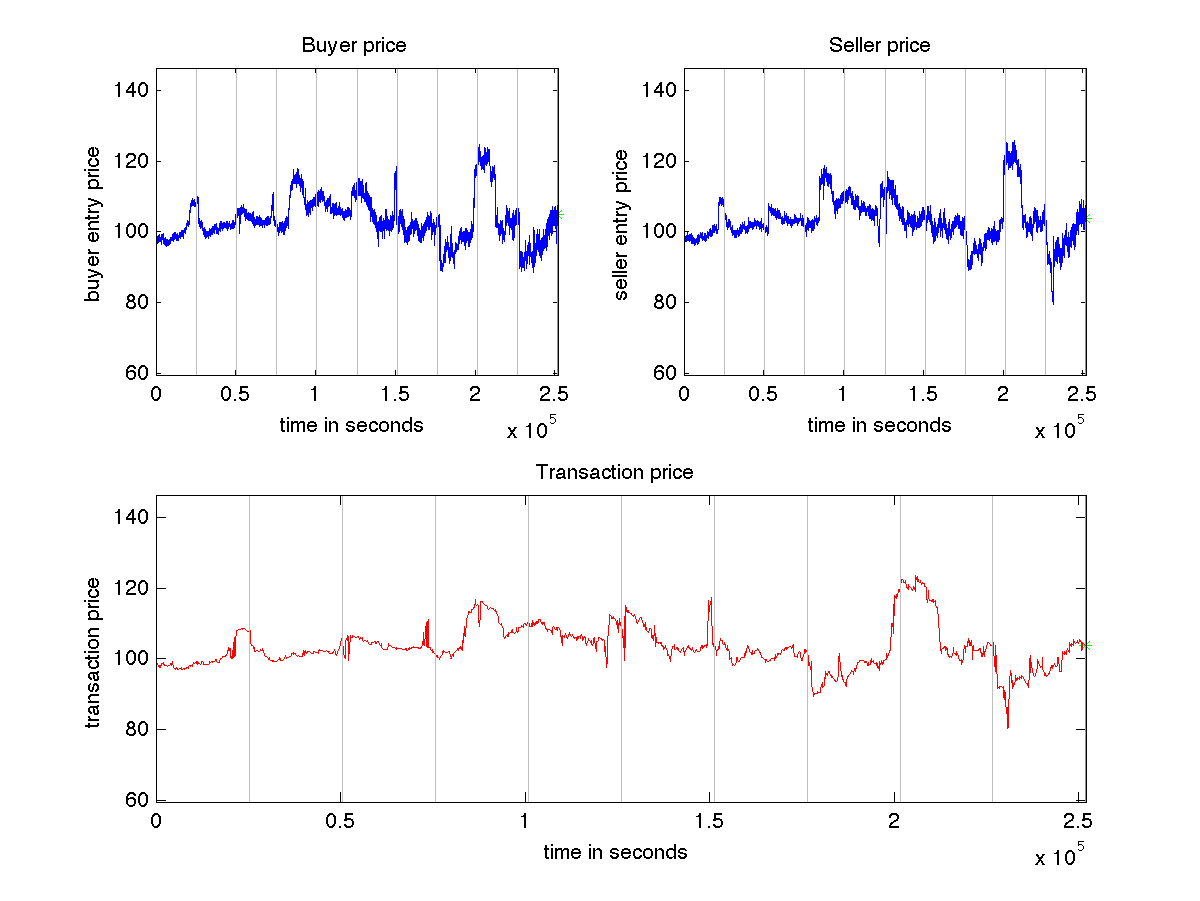 Buyer price
buyer entry price
140
120
100
80
60
0 0.5 1 1.5 2 2.5
time in seconds
x 10^5
Seller price
seller entry price
140
120
100
80
60
0 0.5 1 1.5 2 2.5
time in seconds
x 10^5
Transaction price
transaction price
140
120
100
80
60
0 0.5 1 1.5 2 2.5
time in seconds
x 10^5